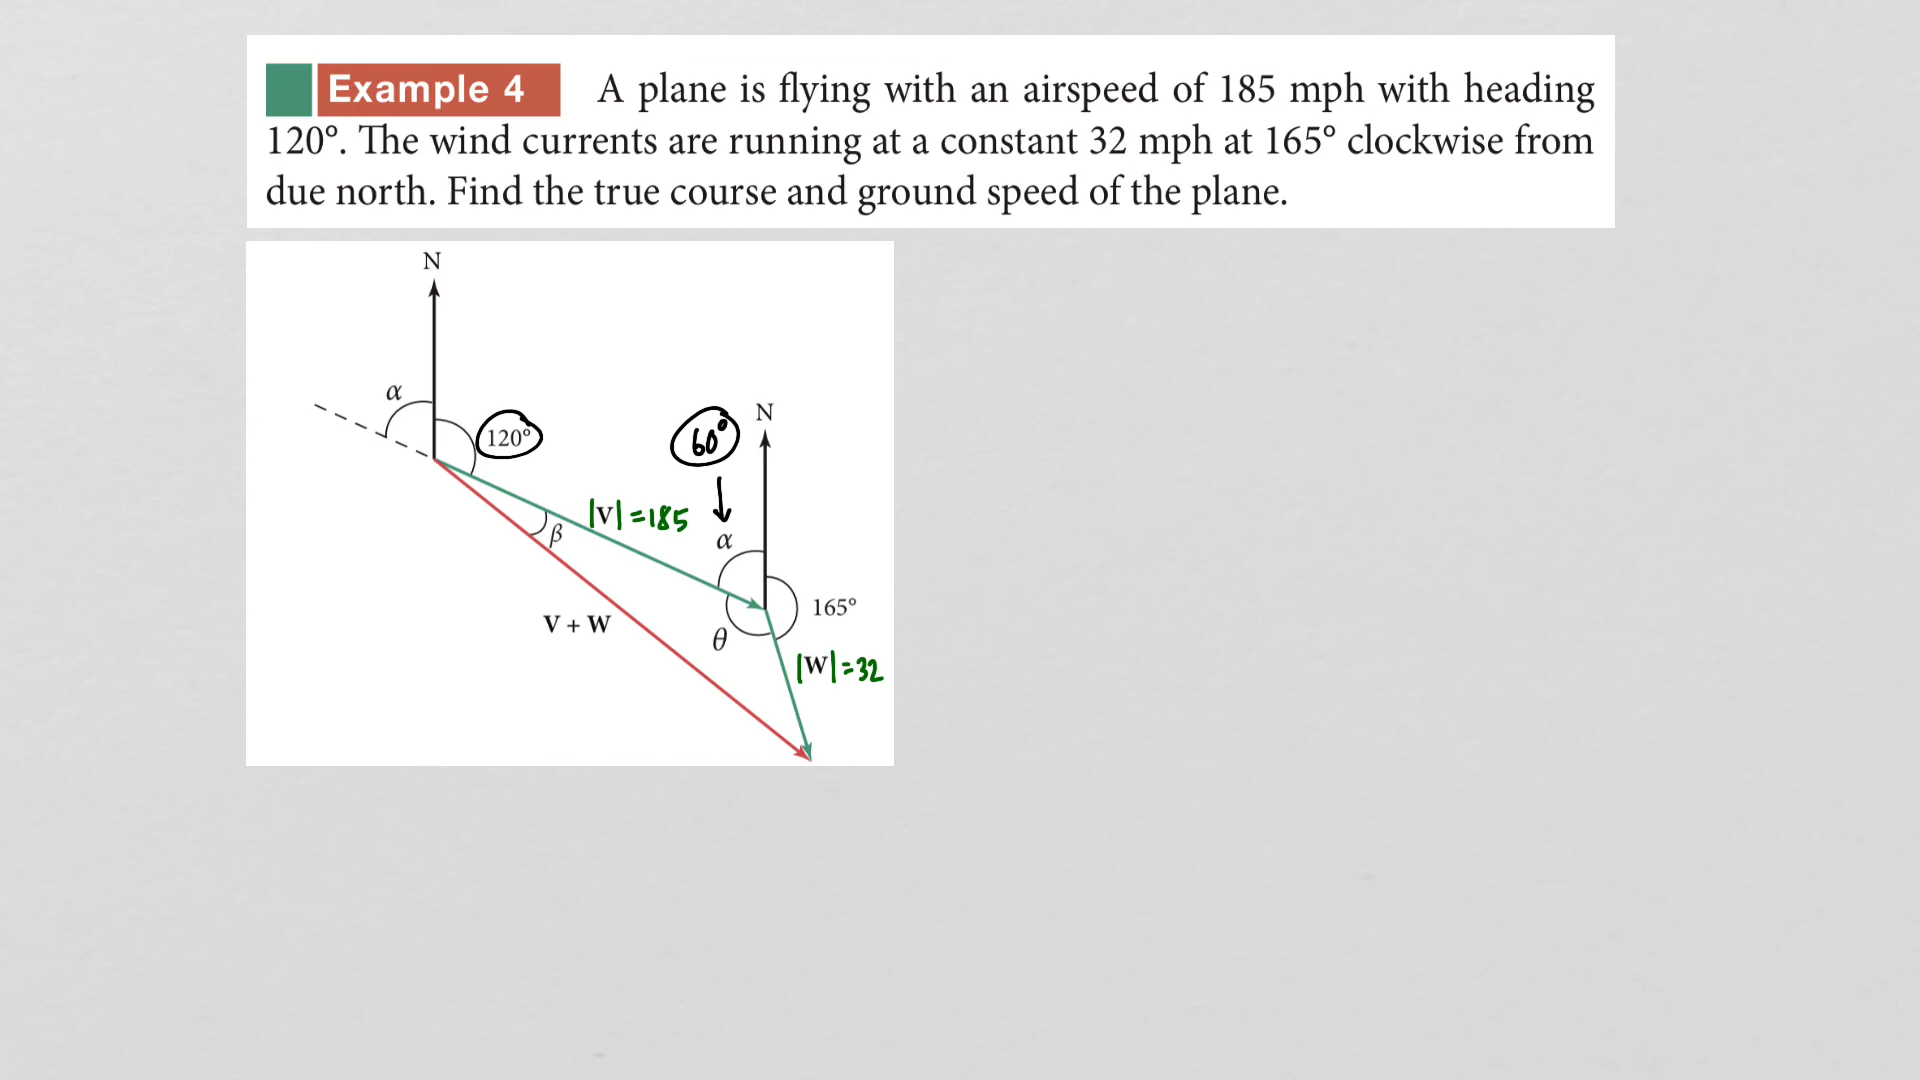 Example 4 A plane is flying with an airspeed of 185 mph with heading
120°. The wind currents are running at a constant 32 mph at 165° clockwise from
due north. Find the true course and ground speed of the plane.
N
α
120°
60°
N
|V| = 185
β
α
165°
V + W
θ
|W| = 32